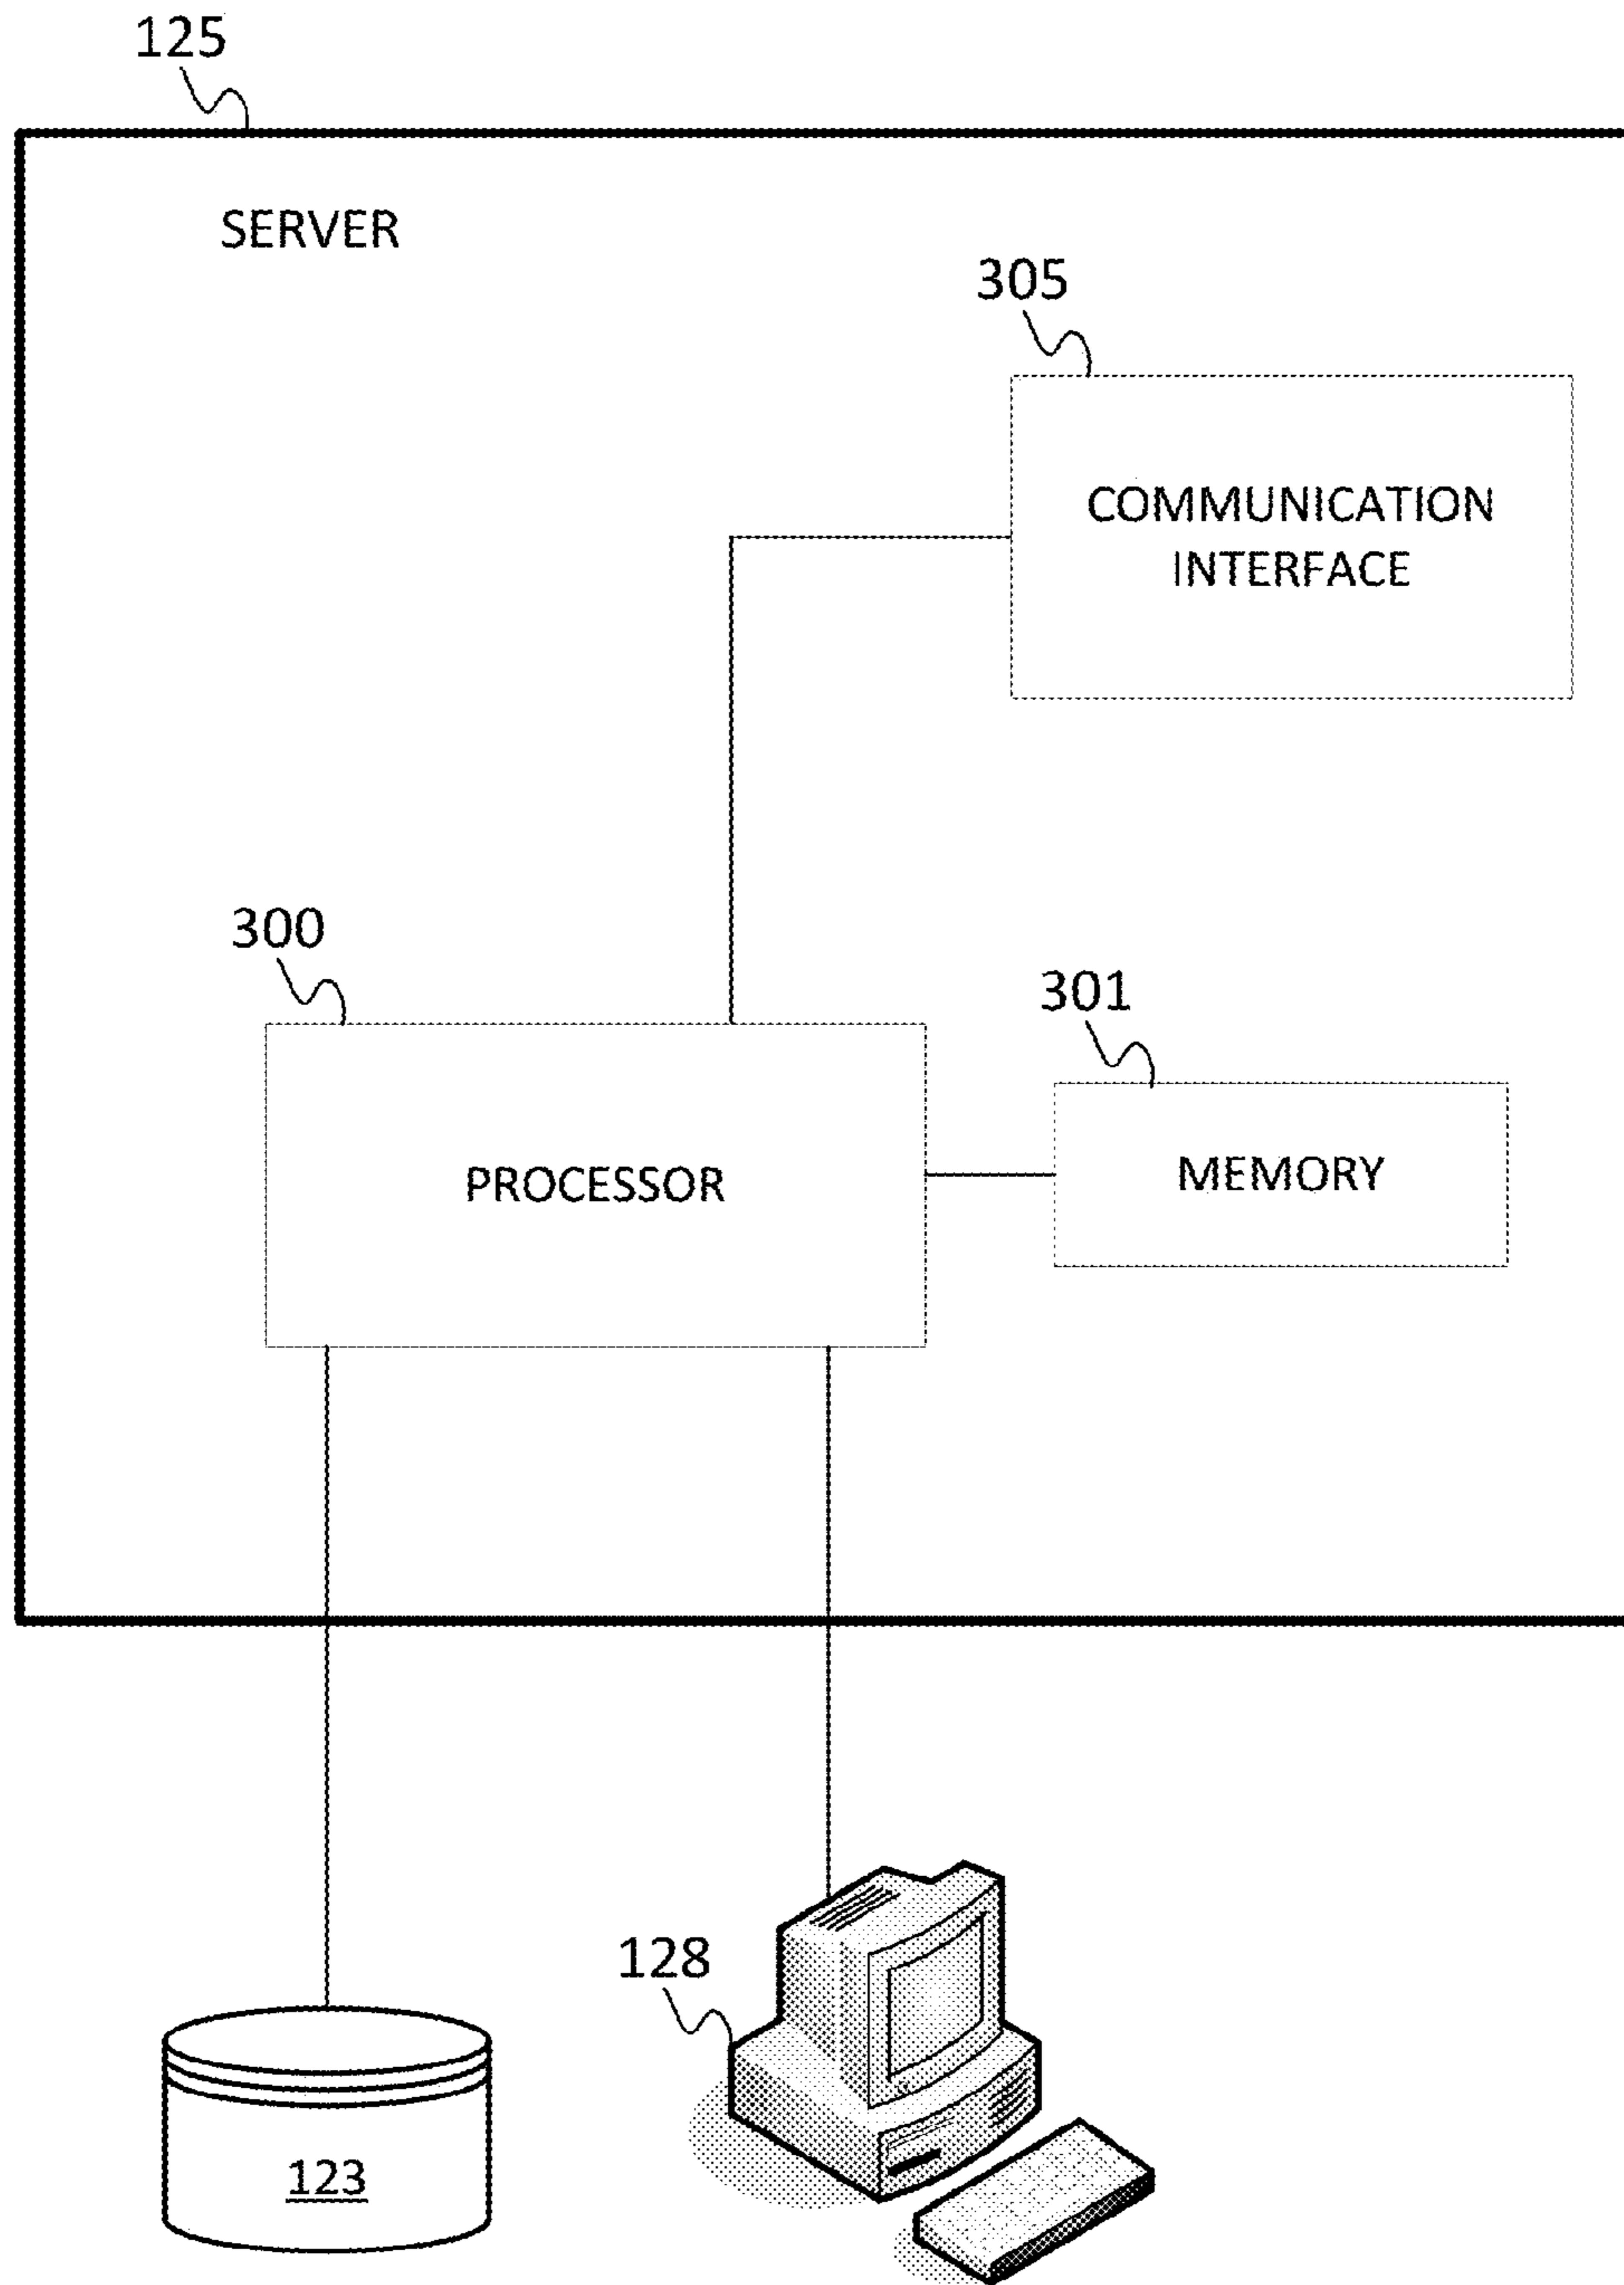 125
SERVER
305
COMMUNICATION
INTERFACE
300
301
PROCESSOR
MEMORY
128
123